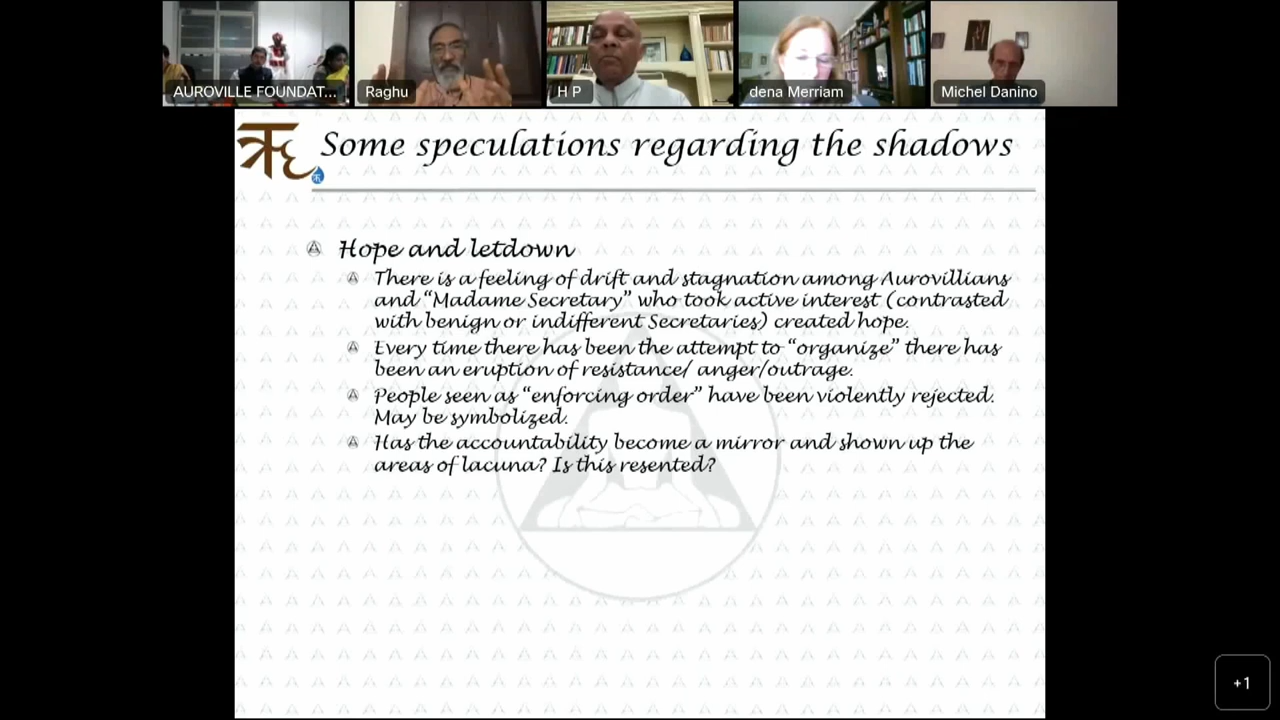 AUROVILLE FOUNDAT...
Raghu
H P
dena Merriam
Michel Danino
Some speculations regarding the shadows
Hope and letdown
There is a feeling of drift and stagnation among Aurovillians
and “Madame Secretary” who took active interest (contrasted
with benign or indifferent Secretaries) created hope.
Every time there has been the attempt to “organize” there has
been an eruption of resistance/ anger/outrage.
People seen as “enforcing order” have been violently rejected.
May be symbolized.
Has the accountability become a mirror and shown up the
areas of lacuna? Is this resented?
+1